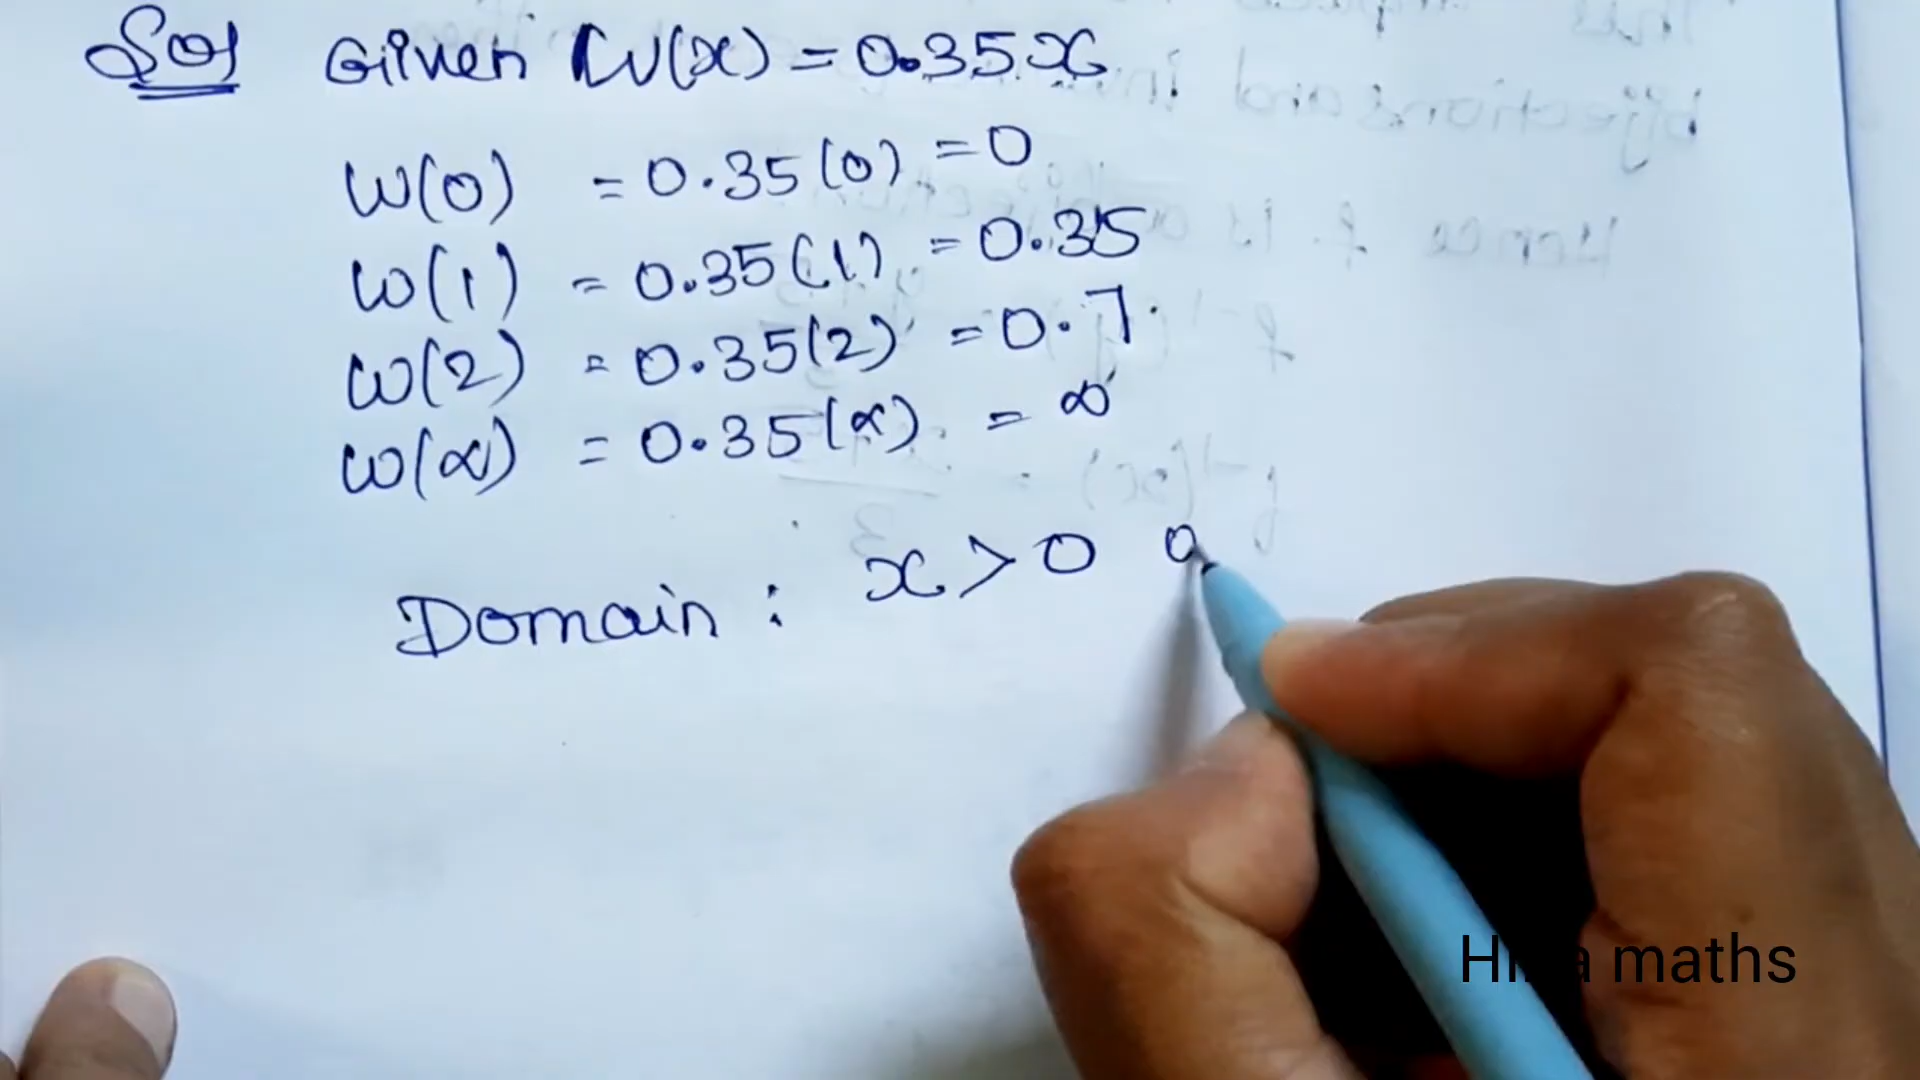 Sol Given W(x) = 0.35x
W(0) = 0.35(0) = 0
W(1) = 0.35(1) = 0.35
W(2) = 0.35(2) = 0.7
W(∝) = 0.35(∝) = ∞
Domain : x > 0 o
maths